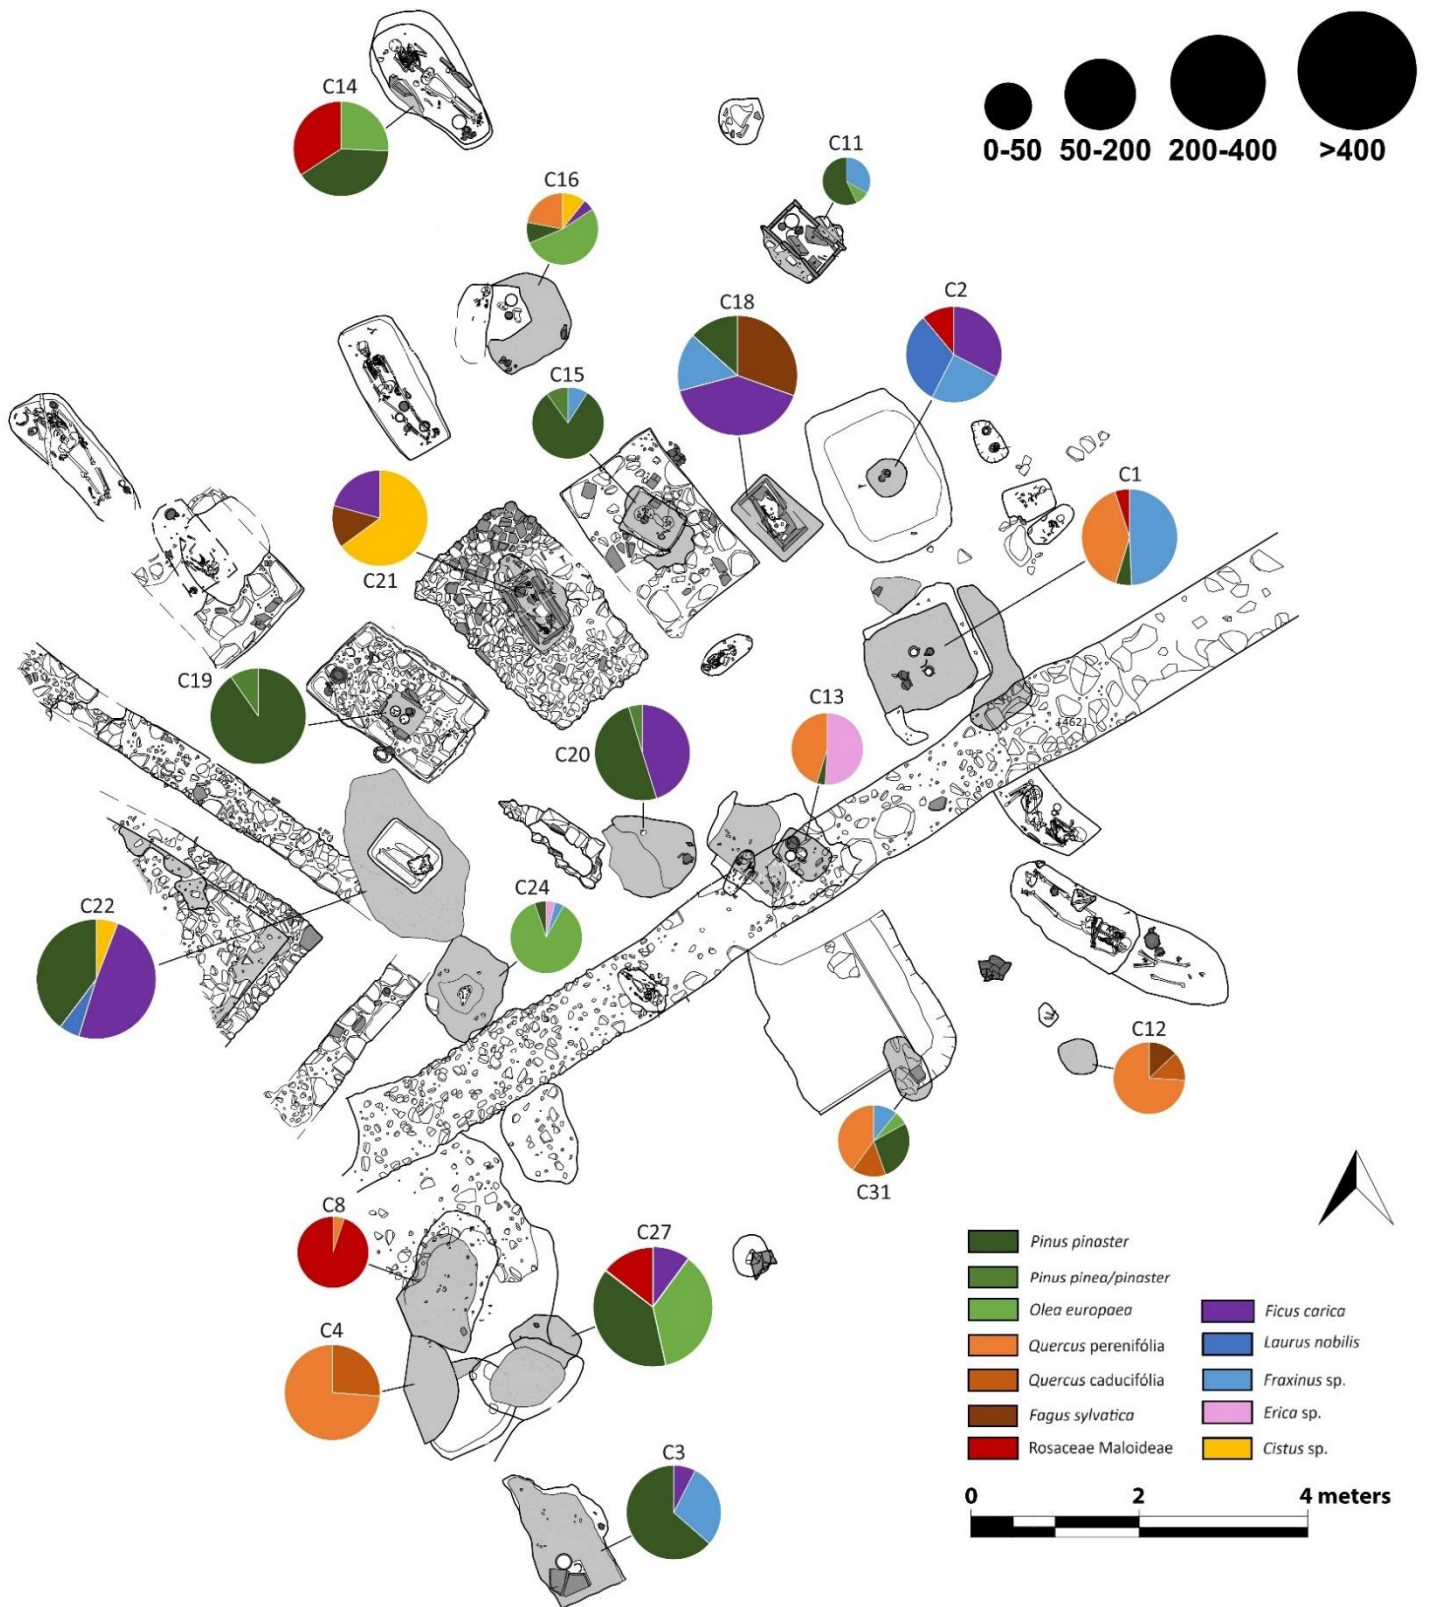 0-50 50-200 200-400 >400
C14
C11
C16
C2
C18
C15
C1
C21
C19
C13
[462]
C20
C24
C22
C12
C31
C8
C27
C4
C3
Pinus pinaster
Pinus pinea/pinaster
Olea europaea
Quercus perenifólia
Quercus caducifólia
Fagus sylvatica
Rosaceae Maloideae
Ficus carica
Laurus nobilis
Fraxinus sp.
Erica sp.
Cistus sp.
0 2 4 meters